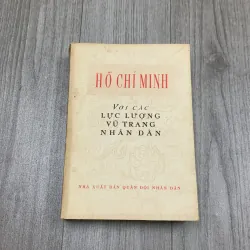 HỒ CHÍ MINH
VỚI CÁC
LỰC LƯỢNG
VŨ TRANG
NHÂN DÂN
NHÀ XUẤT BẢN QUÂN ĐỘI NHÂN DÂN